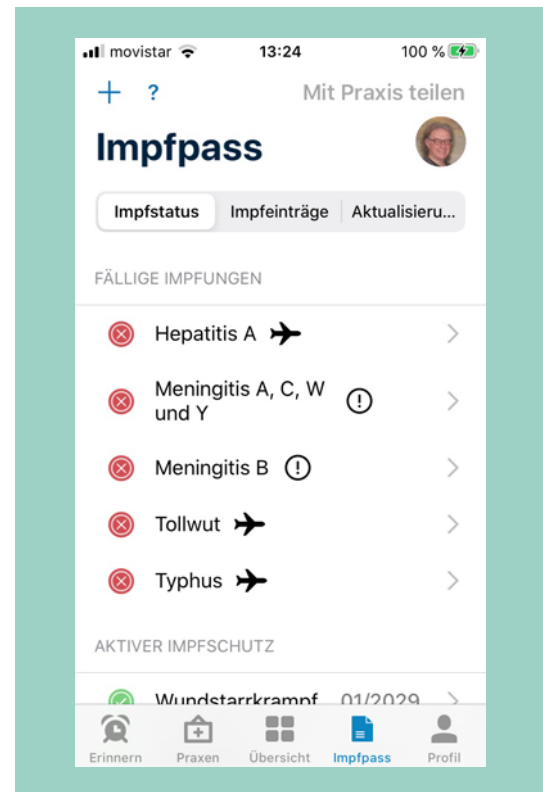 movistar 13:24 100 %
+ ? Mit Praxis teilen
Impfpass
Impfstatus Impfeinträge Aktualisieru...
FÄLLIGE IMPFUNGEN
Hepatitis A
Meningitis A, C, W
und Y
Meningitis B
Tollwut
Typhus
AKTIVER IMPFSCHUTZ
Wundstarrkrampf 01/2029
Erinnern Praxen Übersicht Impfpass Profil